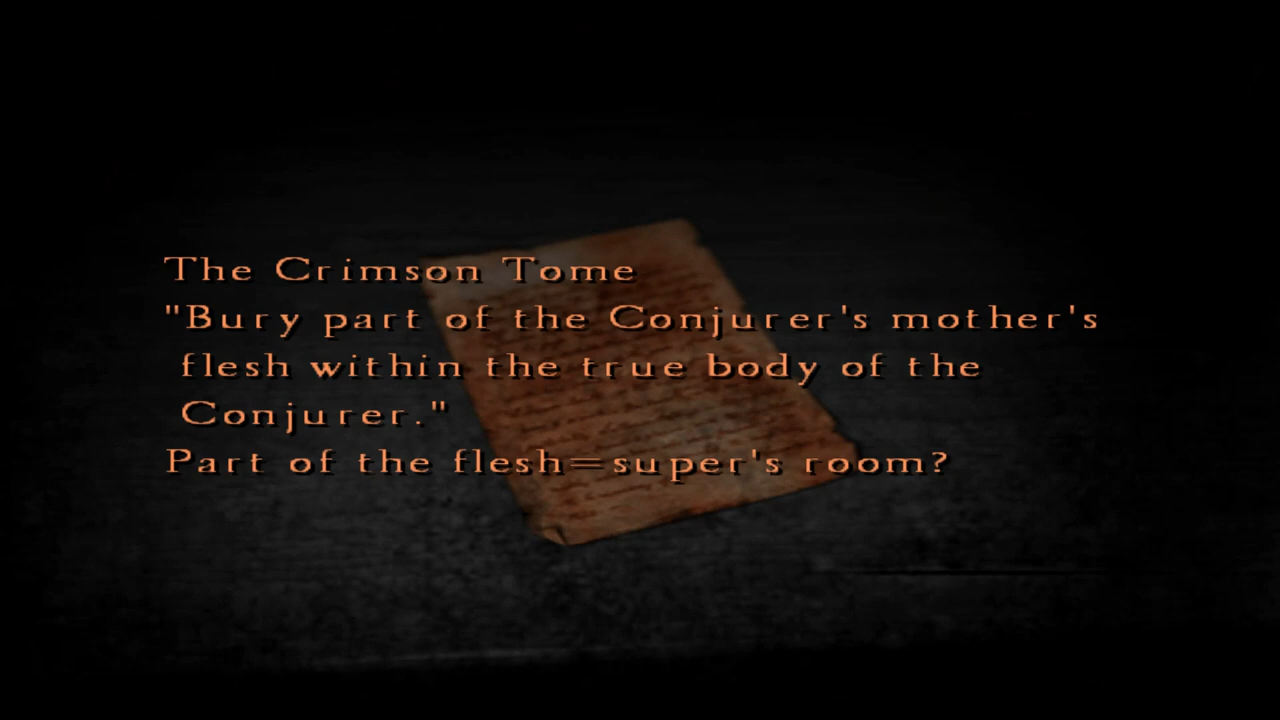 The Crimson Tome
"Bury part of the Conjurer's mother's
flesh within the true body of the
Conjurer."
Part of the flesh=super's room?